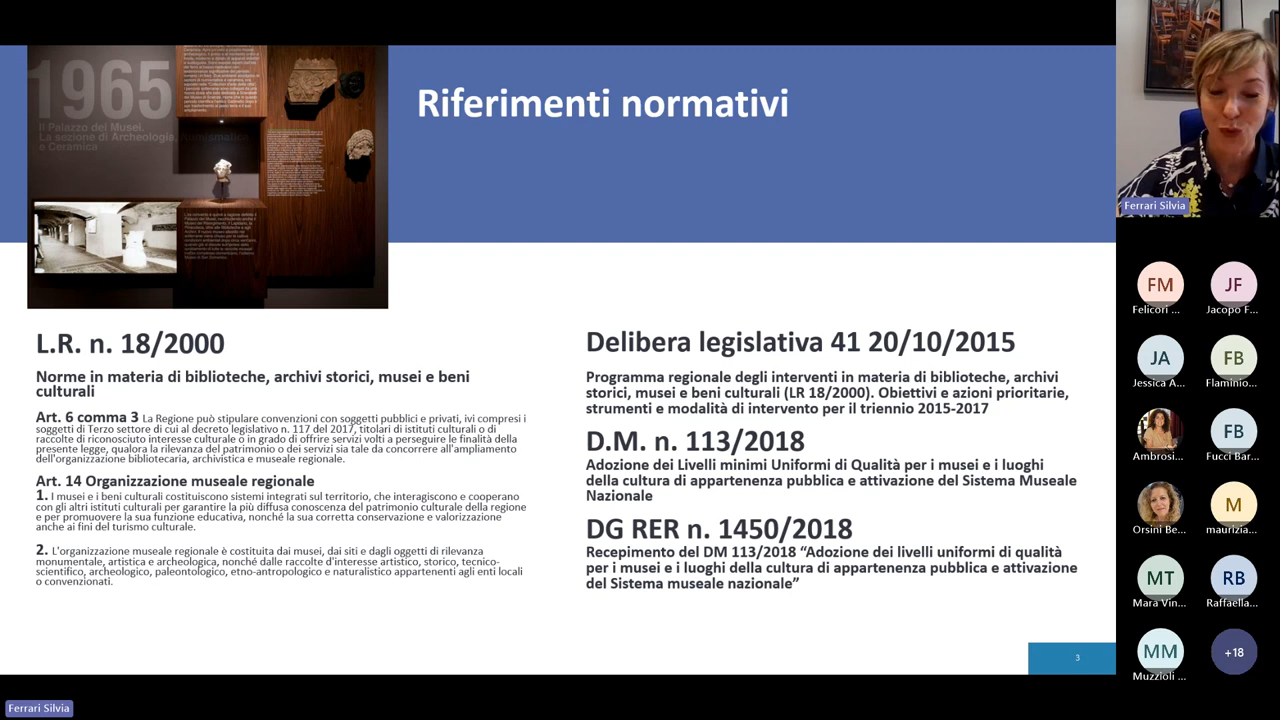 1965
Il Palazzo dei Musei.
La sezione di Archeologia, Numismatica
e Ceramica
Riferimenti normativi
L.R. n. 18/2000
Norme in materia di biblioteche, archivi storici, musei e beni
culturali
Art. 6 comma 3 La Regione può stipulare convenzioni con soggetti pubblici e privati, ivi compresi i
soggetti di Terzo settore di cui al decreto legislativo n. 117 del 2017, titolari di istituti culturali o di
raccolte di riconosciuto interesse culturale o in grado di offrire servizi volti a perseguire le finalità della
presente legge, qualora la rilevanza del patrimonio o dei servizi sia tale da concorrere all'ampliamento
dell'organizzazione bibliotecaria, archivistica e museale regionale.
Art. 14 Organizzazione museale regionale
1. I musei e i beni culturali costituiscono sistemi integrati sul territorio, che interagiscono e cooperano
con gli altri istituti culturali per garantire la più diffusa conoscenza del patrimonio culturale della regione
e per promuovere la sua funzione educativa, nonché la sua corretta conservazione e valorizzazione
anche ai fini del turismo culturale.
2. L'organizzazione museale regionale è costituita dai musei, dai siti e dagli oggetti di rilevanza
monumentale, artistica e archeologica, nonché dalle raccolte d'interesse artistico, storico, tecnico-
scientifico, archeologico, paleontologico, etno-antropologico e naturalistico appartenenti agli enti locali
o convenzionati.
Delibera legislativa 41 20/10/2015
Programma regionale degli interventi in materia di biblioteche, archivi
storici, musei e beni culturali (LR 18/2000). Obiettivi e azioni prioritarie,
strumenti e modalità di intervento per il triennio 2015-2017
D.M. n. 113/2018
Adozione dei Livelli minimi Uniformi di Qualità per i musei e i luoghi
della cultura di appartenenza pubblica e attivazione del Sistema Museale
Nazionale
DG RER n. 1450/2018
Recepimento del DM 113/2018 “Adozione dei livelli uniformi di qualità
per i musei e i luoghi della cultura di appartenenza pubblica e attivazione
del Sistema museale nazionale”
3
Ferrari Silvia
FM
Felicori ...
JF
Jacopo F...
JA
Jessica A...
FB
Flaminio...
Ambrosi...
FB
Fucci Bar...
Orsini Be...
M
maurizia...
MT
Mara Vin...
RB
Raffaella...
MM
Muzzioli ...
+18
Ferrari Silvia